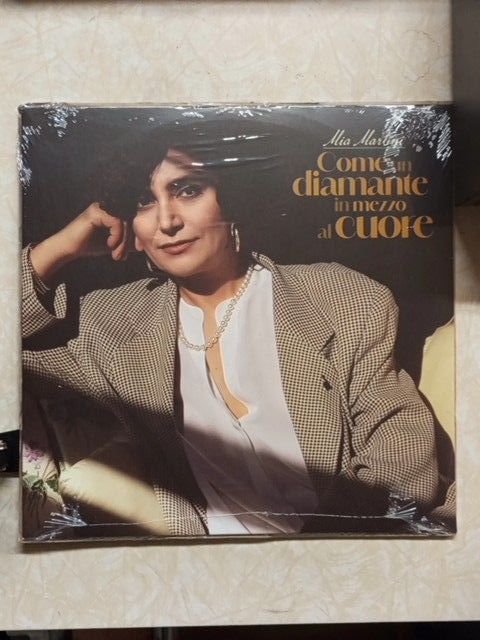 Mia Martini
Come un
diamante
in mezzo
al cuore